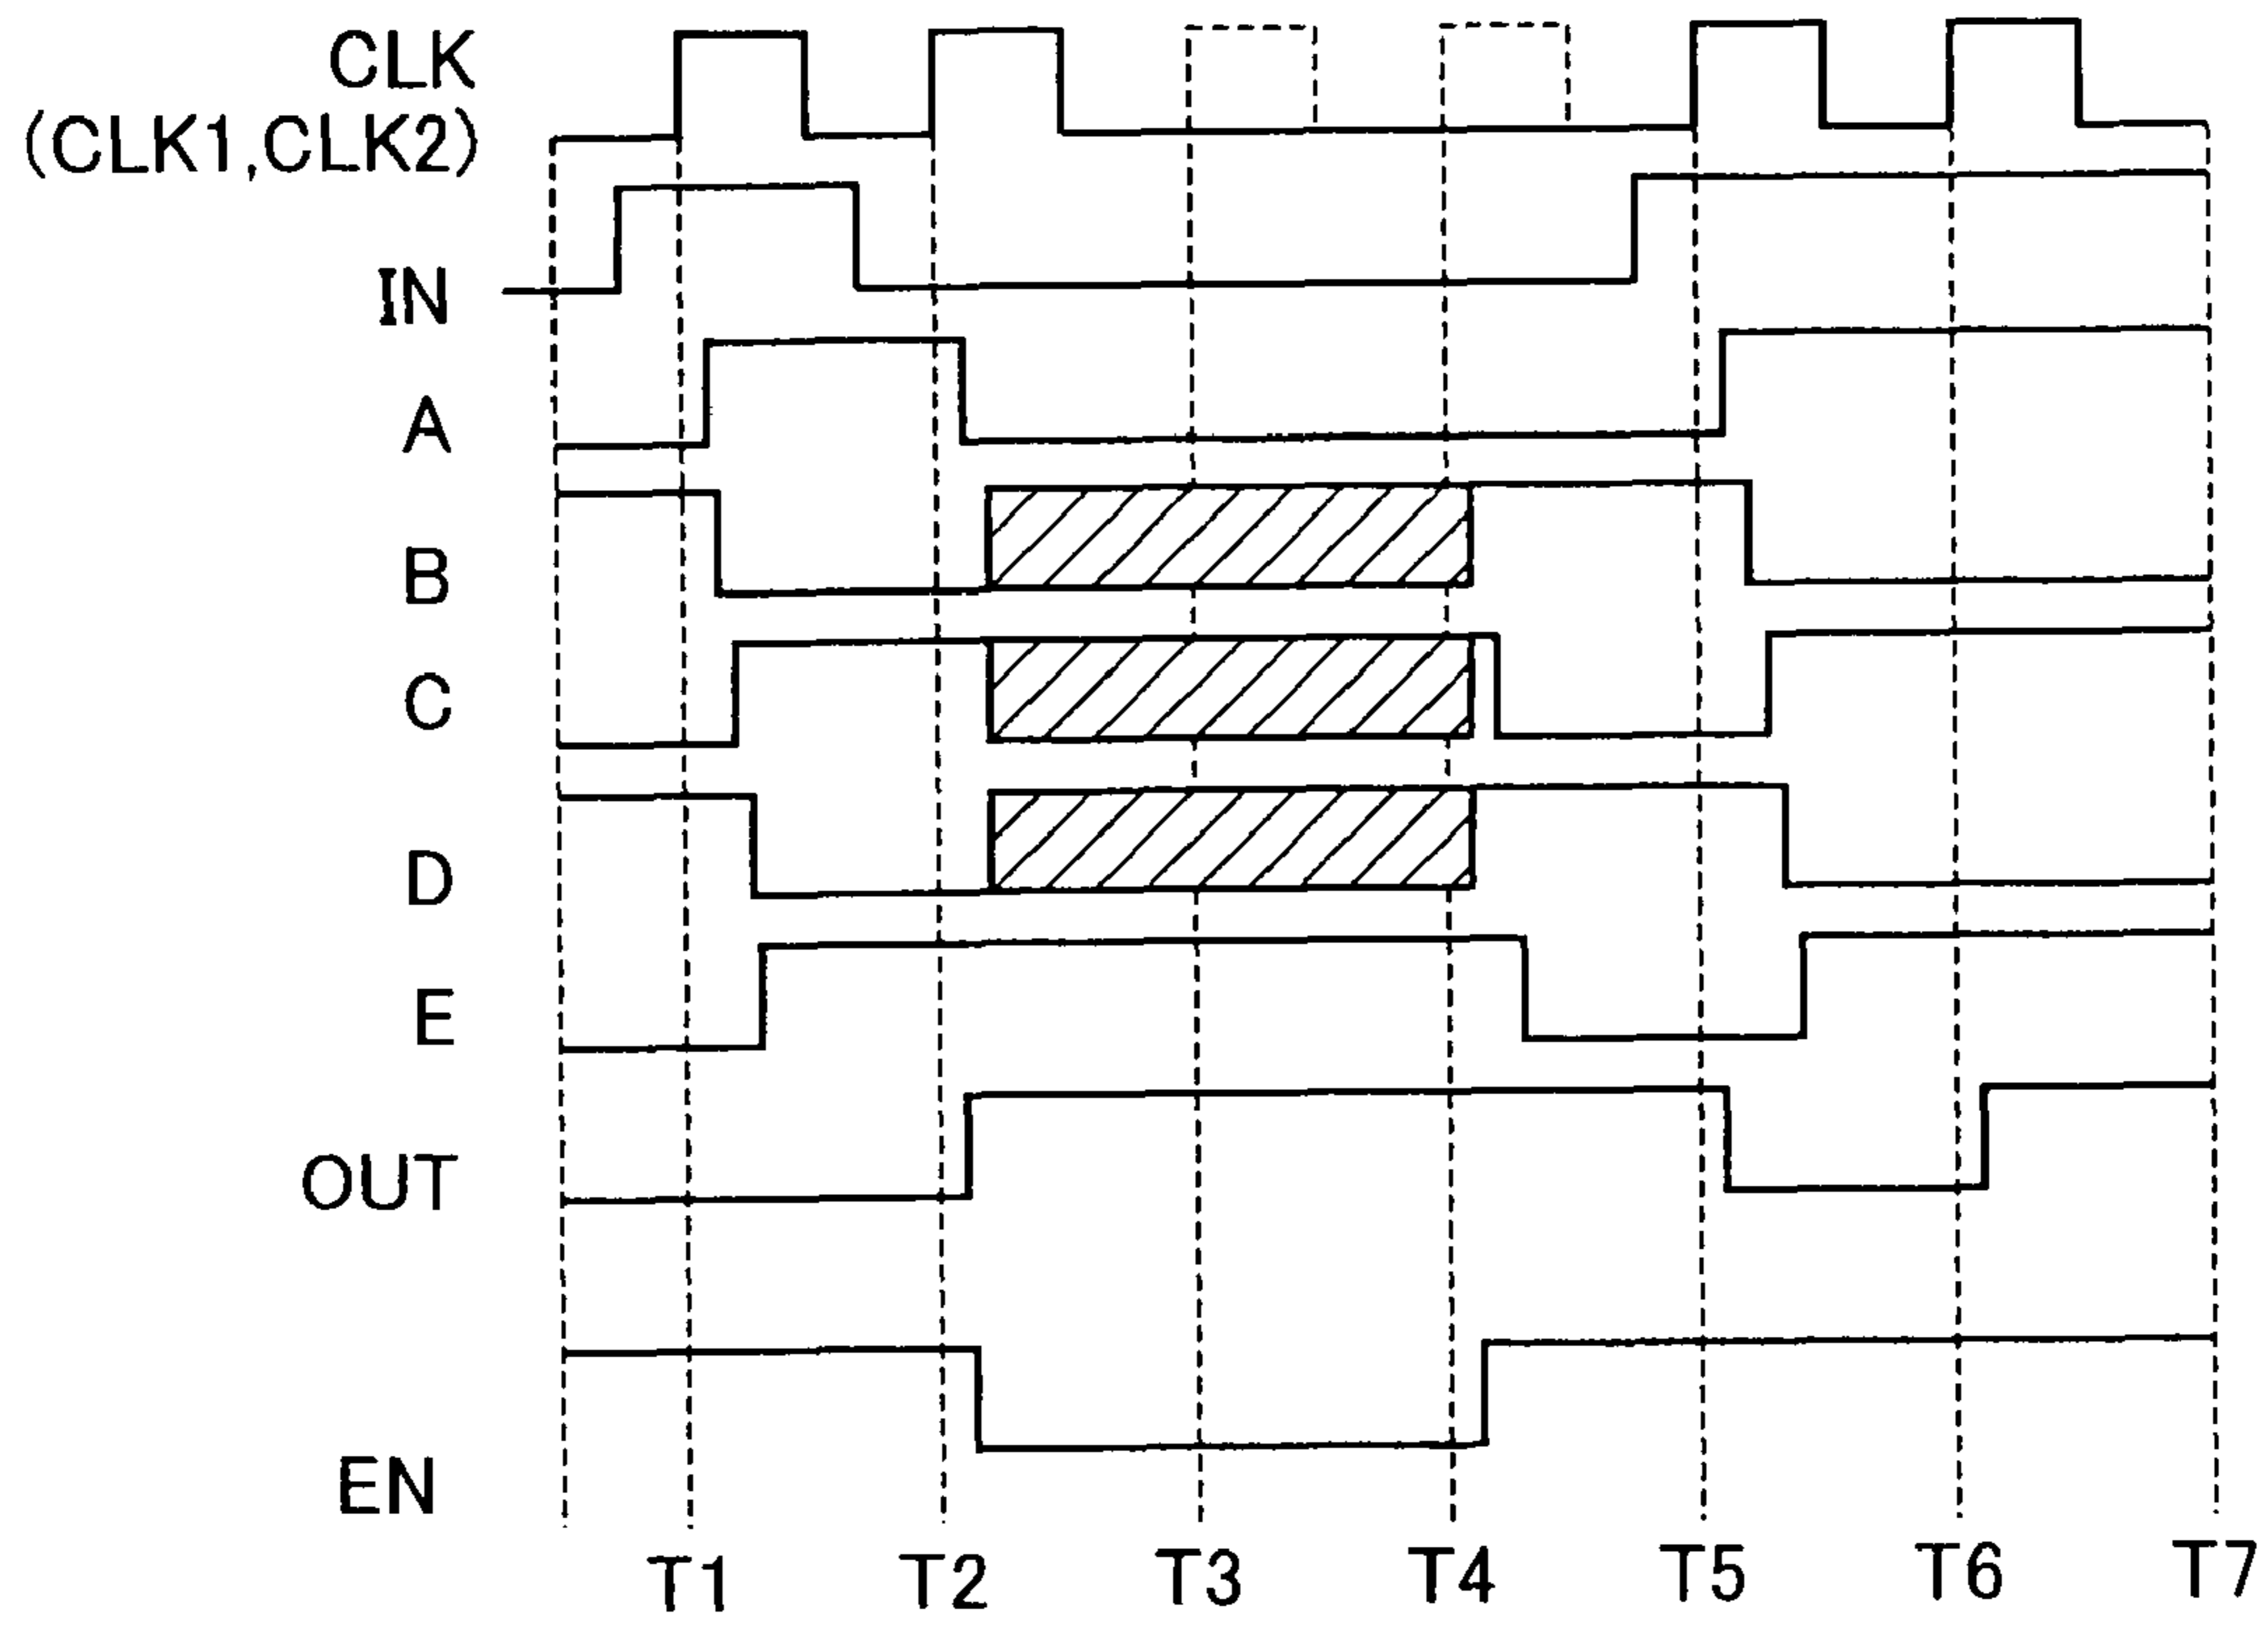 CLK
(CLK1,CLK2)
IN
A
B
C
D
E
OUT
EN
T1 T2 T3 T4 T5 T6 T7